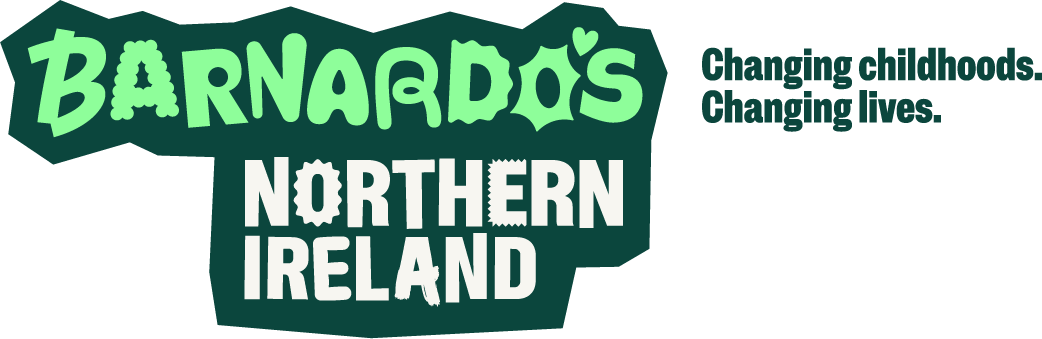 BARNARDO'S
NORTHERN
IRELAND
Changing childhoods.
Changing lives.